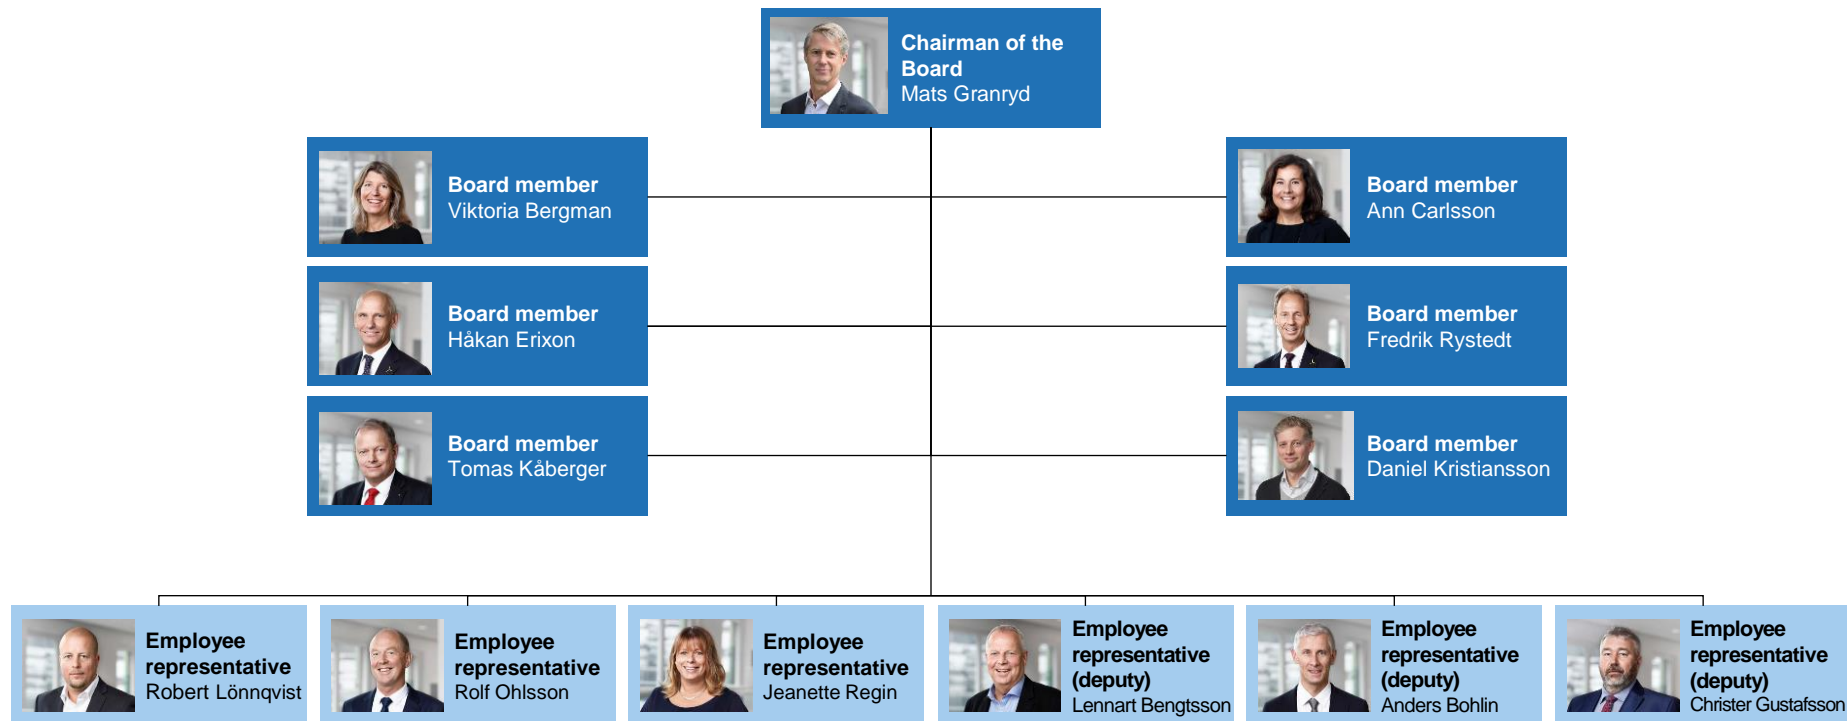 Chairman of the
Board
Mats Granryd
Board member
Viktoria Bergman
Board member
Ann Carlsson
Board member
Håkan Erixon
Board member
Fredrik Rystedt
Board member
Tomas Kåberger
Board member
Daniel Kristiansson
Employee
representative
Robert Lönnqvist
Employee
representative
Rolf Ohlsson
Employee
representative
Jeanette Regin
Employee
representative
(deputy)
Lennart Bengtsson
Employee
representative
(deputy)
Anders Bohlin
Employee
representative
(deputy)
Christer Gustafsson